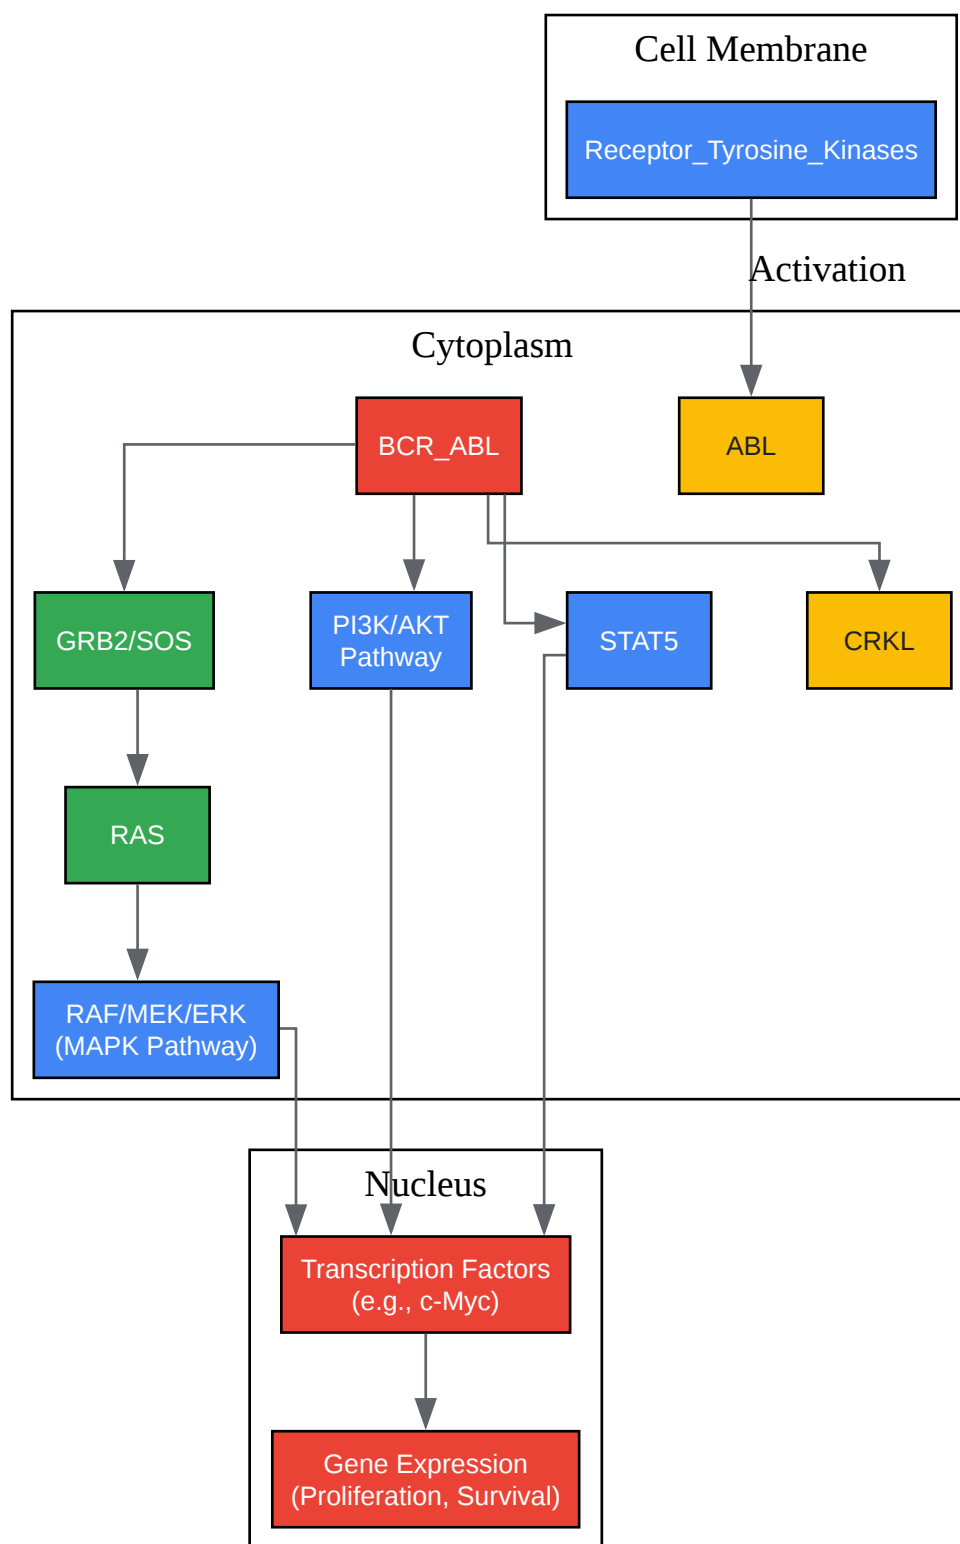 Cell Membrane
Receptor_Tyrosine_Kinases
Activation
Cytoplasm
BCR_ABL
ABL
GRB2/SOS
PI3K/AKT
Pathway
STAT5
CRKL
RAS
RAF/MEK/ERK
(MAPK Pathway)
Nucleus
Transcription Factors
(e.g., c-Myc)
Gene Expression
(Proliferation, Survival)